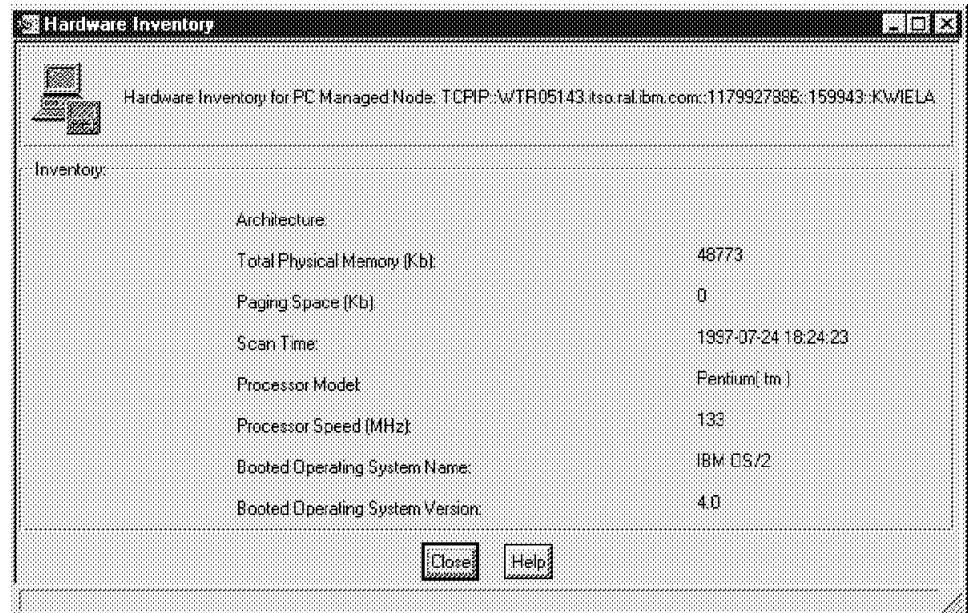 Hardware Inventory
Hardware Inventory for PC Managed Node: TCPIP::WTR05143.itso.ral.ibm.com::1179927386::159943::KWIELA
Inventory:
Architecture:
Total Physical Memory (Kb): 48773
Paging Space (Kb) 0
Scan Time: 1997-07-24 18:24:23
Processor Model: Pentium( tm )
Processor Speed (MHz): 133
Booted Operating System Name: IBM OS/2
Booted Operating System Version: 4.0
Close Help